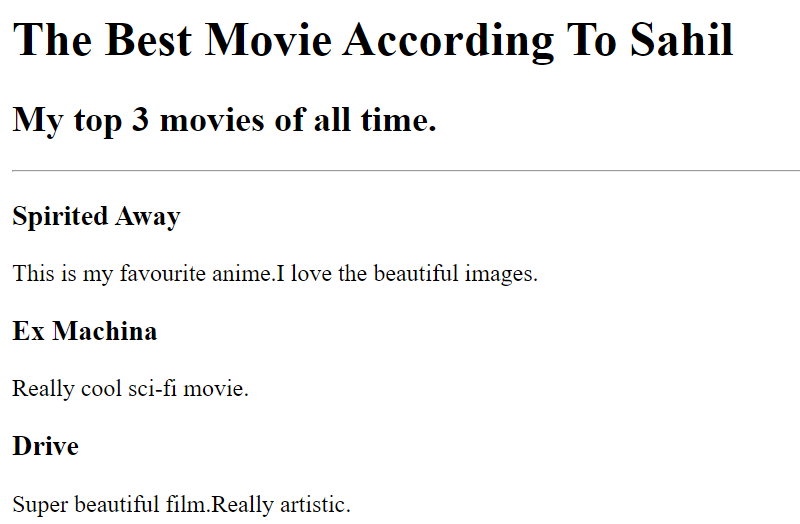 The Best Movie According To Sahil
My top 3 movies of all time.
Spirited Away
This is my favourite anime.I love the beautiful images.
Ex Machina
Really cool sci-fi movie.
Drive
Super beautiful film.Really artistic.